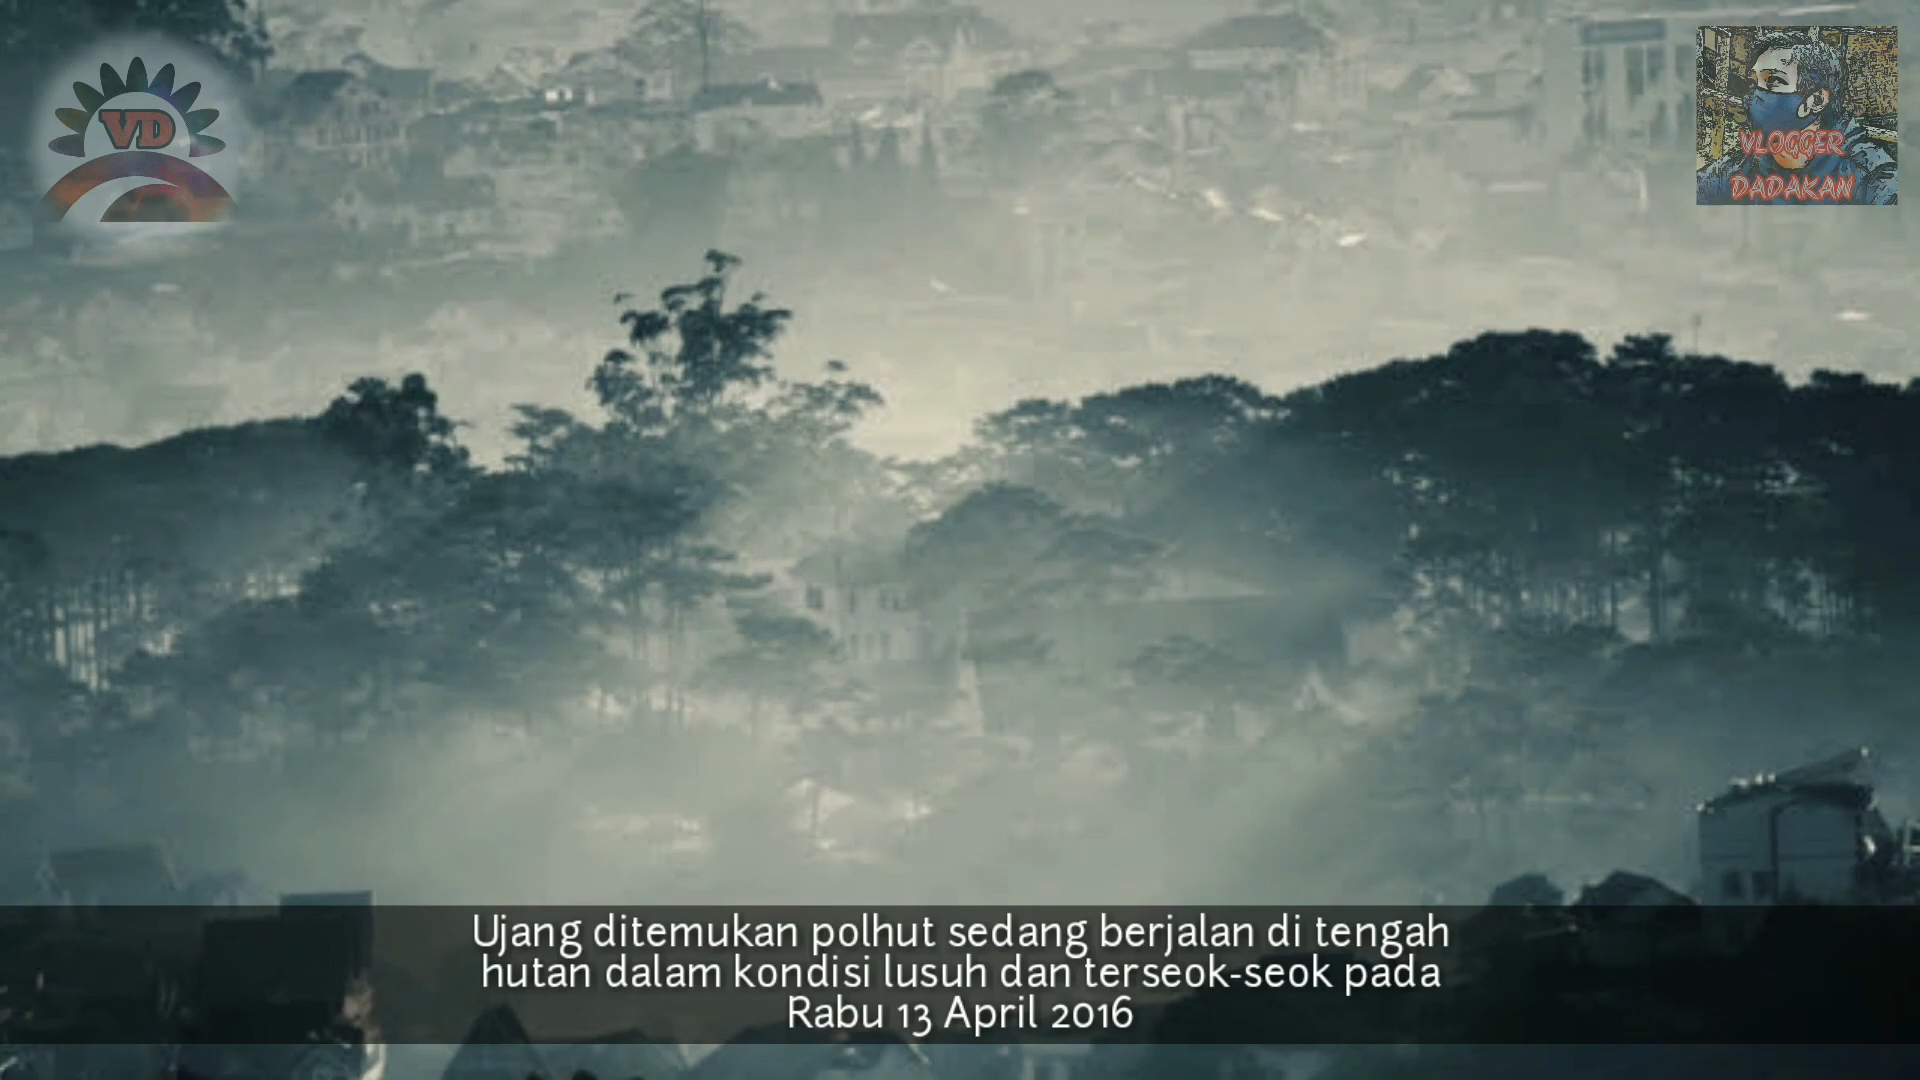 VD
VLOGGER
DADAKAN
Ujang ditemukan polhut sedang berjalan di tengah
hutan dalam kondisi lusuh dan terseok-seok pada
Rabu 13 April 2016